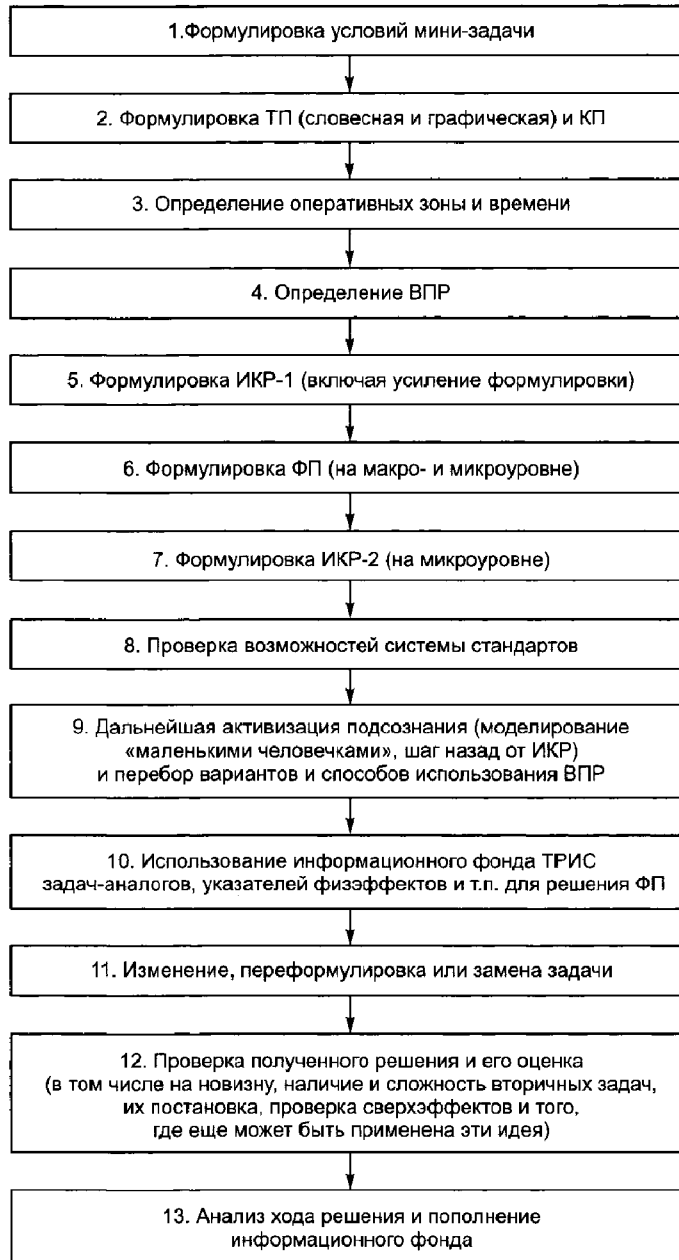 1.Формулировка условий мини-задачи
2. Формулировка ТП (словесная и графическая) и КП
3. Определение оперативных зоны и времени
4. Определение ВПР
5. Формулировка ИКР-1 (включая усиление формулировки)
6. Формулировка ФП (на макро- и микроуровне)
7. Формулировка ИКР-2 (на микроуровне)
8. Проверка возможностей системы стандартов
9. Дальнейшая активизация подсознания (моделирование
«маленькими человечками», шаг назад от ИКР)
и перебор вариантов и способов использования ВПР
10. Использование информационного фонда ТРИС
задач-аналогов, указателей физэффектов и т.п. для решения ФП
11. Изменение, переформулировка или замена задачи
12. Проверка полученного решения и его оценка
(в том числе на новизну, наличие и сложность вторичных задач,
их постановка, проверка сверхэффектов и того,
где еще может быть применена эти идея)
13. Анализ хода решения и пополнение
информационного фонда